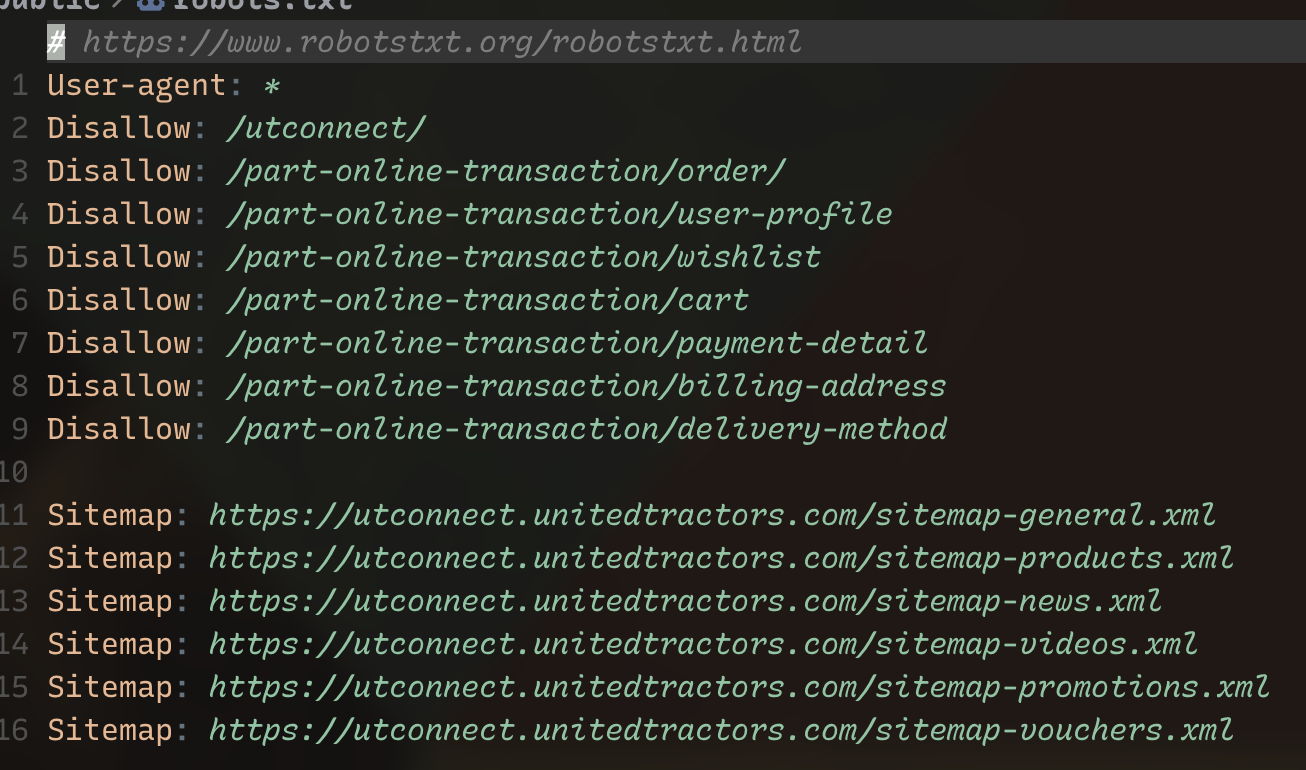 public > robots.txt
# https://www.robotstxt.org/robotstxt.html
1 User-agent: *
2 Disallow: /utconnect/
3 Disallow: /part-online-transaction/order/
4 Disallow: /part-online-transaction/user-profile
5 Disallow: /part-online-transaction/wishlist
6 Disallow: /part-online-transaction/cart
7 Disallow: /part-online-transaction/payment-detail
8 Disallow: /part-online-transaction/billing-address
9 Disallow: /part-online-transaction/delivery-method
10
11 Sitemap: https://utconnect.unitedtractors.com/sitemap-general.xml
12 Sitemap: https://utconnect.unitedtractors.com/sitemap-products.xml
13 Sitemap: https://utconnect.unitedtractors.com/sitemap-news.xml
14 Sitemap: https://utconnect.unitedtractors.com/sitemap-videos.xml
15 Sitemap: https://utconnect.unitedtractors.com/sitemap-promotions.xml
16 Sitemap: https://utconnect.unitedtractors.com/sitemap-vouchers.xml